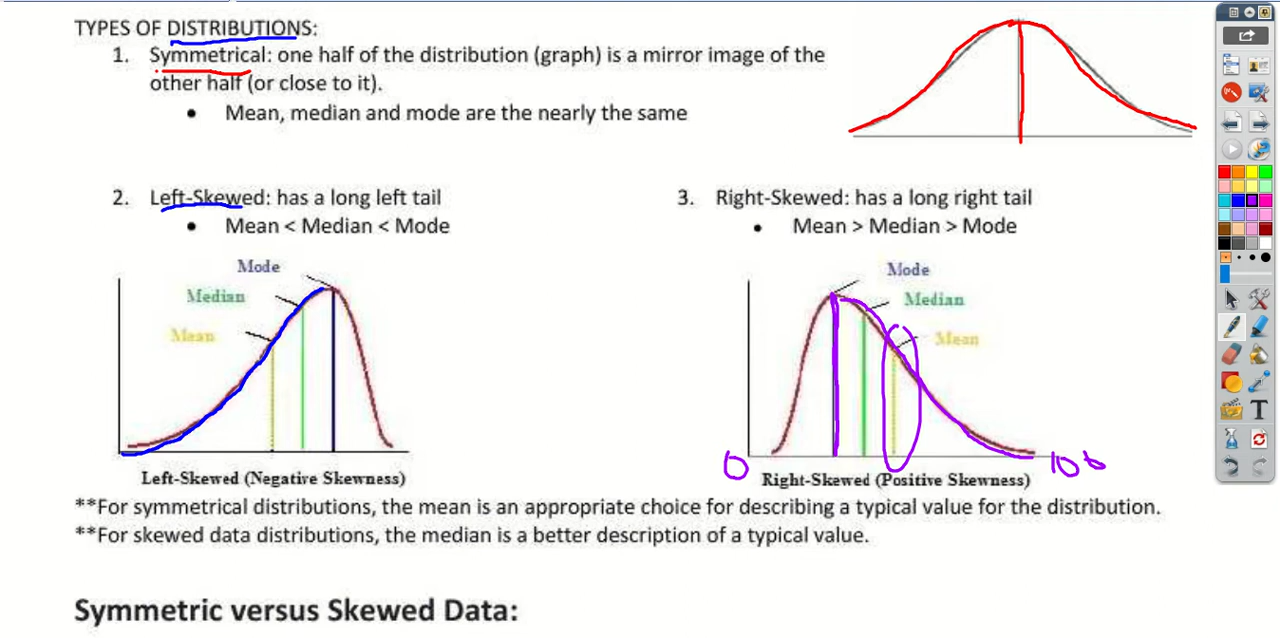 TYPES OF DISTRIBUTIONS:
1. Symmetrical: one half of the distribution (graph) is a mirror image of the
other half (or close to it).
• Mean, median and mode are the nearly the same
2. Left-Skewed: has a long left tail
• Mean < Median < Mode
3. Right-Skewed: has a long right tail
• Mean > Median > Mode
Mode
Median
Mean
Left-Skewed (Negative Skewness)
Mode
Median
Mean
0
100
Right-Skewed (Positive Skewness)
**For symmetrical distributions, the mean is an appropriate choice for describing a typical value for the distribution.
**For skewed data distributions, the median is a better description of a typical value.
Symmetric versus Skewed Data:
T